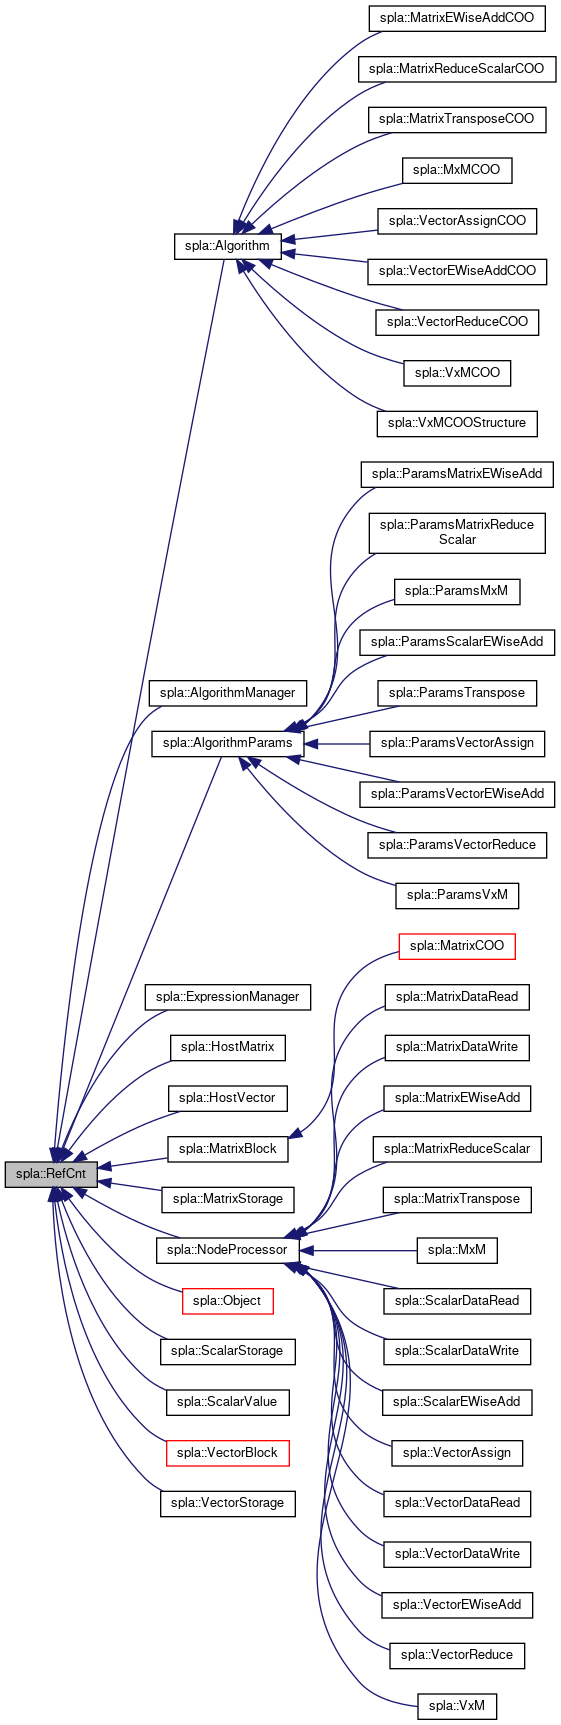 spla::MatrixEWiseAddCOO
spla::MatrixReduceScalarCOO
spla::MatrixTransposeCOO
spla::MxMCOO
spla::VectorAssignCOO
spla::Algorithm
spla::VectorEWiseAddCOO
spla::VectorReduceCOO
spla::VxMCOO
spla::VxMCOOStructure
spla::ParamsMatrixEWiseAdd
spla::ParamsMatrixReduce
Scalar
spla::ParamsMxM
spla::ParamsScalarEWiseAdd
spla::AlgorithmManager
spla::ParamsTranspose
spla::AlgorithmParams
spla::ParamsVectorAssign
spla::ParamsVectorEWiseAdd
spla::ParamsVectorReduce
spla::ParamsVxM
spla::MatrixCOO
spla::ExpressionManager
spla::MatrixDataRead
spla::HostMatrix
spla::MatrixDataWrite
spla::HostVector
spla::MatrixEWiseAdd
spla::MatrixBlock
spla::MatrixReduceScalar
spla::RefCnt
spla::MatrixStorage
spla::MatrixTranspose
spla::NodeProcessor
spla::MxM
spla::Object
spla::ScalarDataRead
spla::ScalarStorage
spla::ScalarDataWrite
spla::ScalarValue
spla::ScalarEWiseAdd
spla::VectorBlock
spla::VectorAssign
spla::VectorStorage
spla::VectorDataRead
spla::VectorDataWrite
spla::VectorEWiseAdd
spla::VectorReduce
spla::VxM